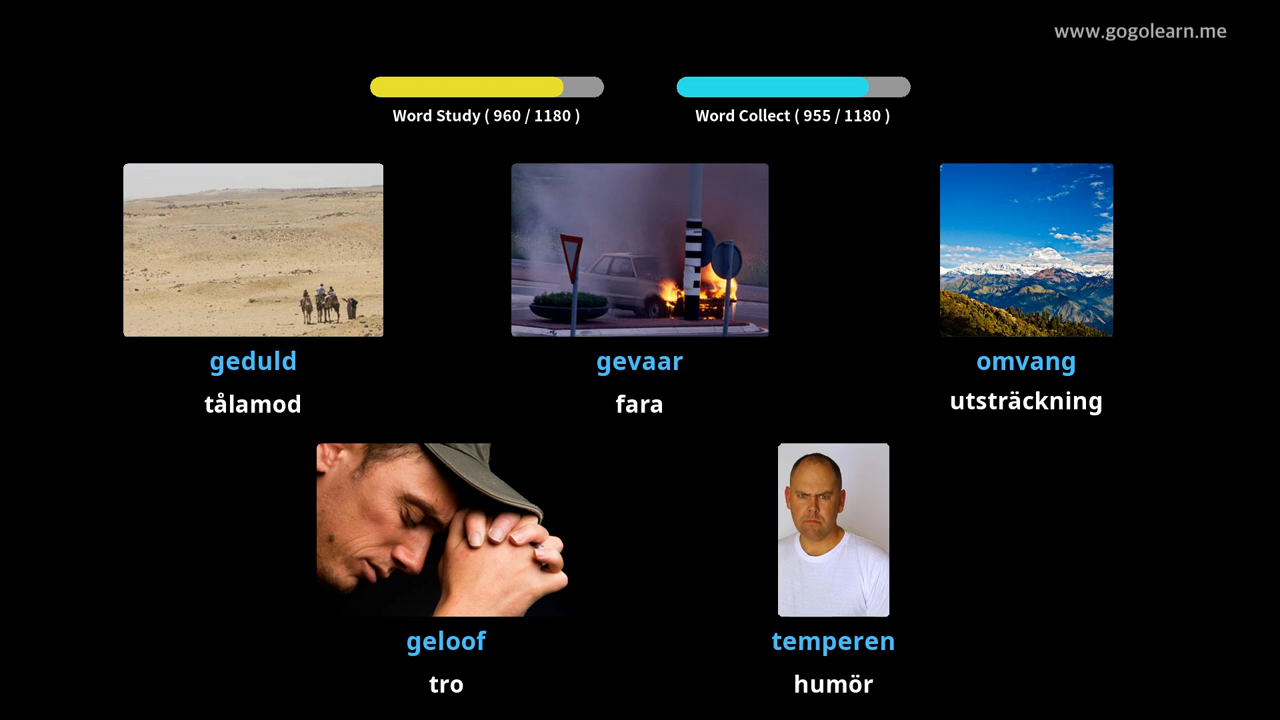 www.gogolearn.me
Word Study ( 960 / 1180 )
Word Collect ( 955 / 1180 )
geduld
gevaar
omvang
tålamod
fara
utsträckning
geloof
temperen
tro
humör